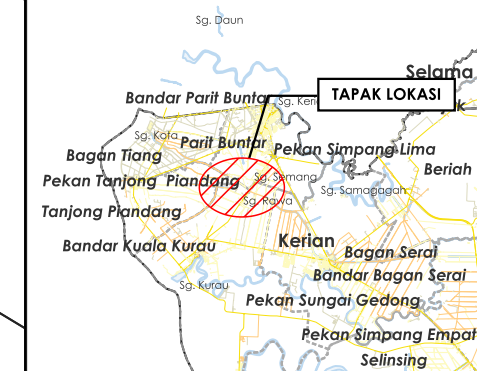 Sg. Daun
Selama
TAPAK LOKASI
Bandar Parit Buntar
Sg. Kota
Parit Buntar
Pekan Simpang Lima
Bagan Tiang
Beriah
Pekan Tanjong Piandang
Sg. Semang
Sg. Samagagah
Sg. Rawa
Tanjong Piandang
Kerian
Bandar Kuala Kurau
Bagan Serai
Bandar Bagan Serai
Sg. Kurau
Pekan Sungai Gedong
Pekan Simpang Empat
Selinsing